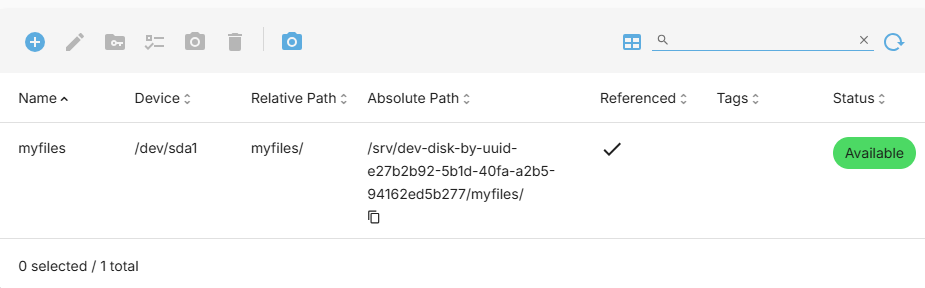 Name Device Relative Path Absolute Path Referenced Tags Status
myfiles /dev/sda1 myfiles/ /srv/dev-disk-by-uuid-
e27b2b92-5b1d-40fa-a2b5-
94162ed5b277/myfiles/
Available
0 selected / 1 total